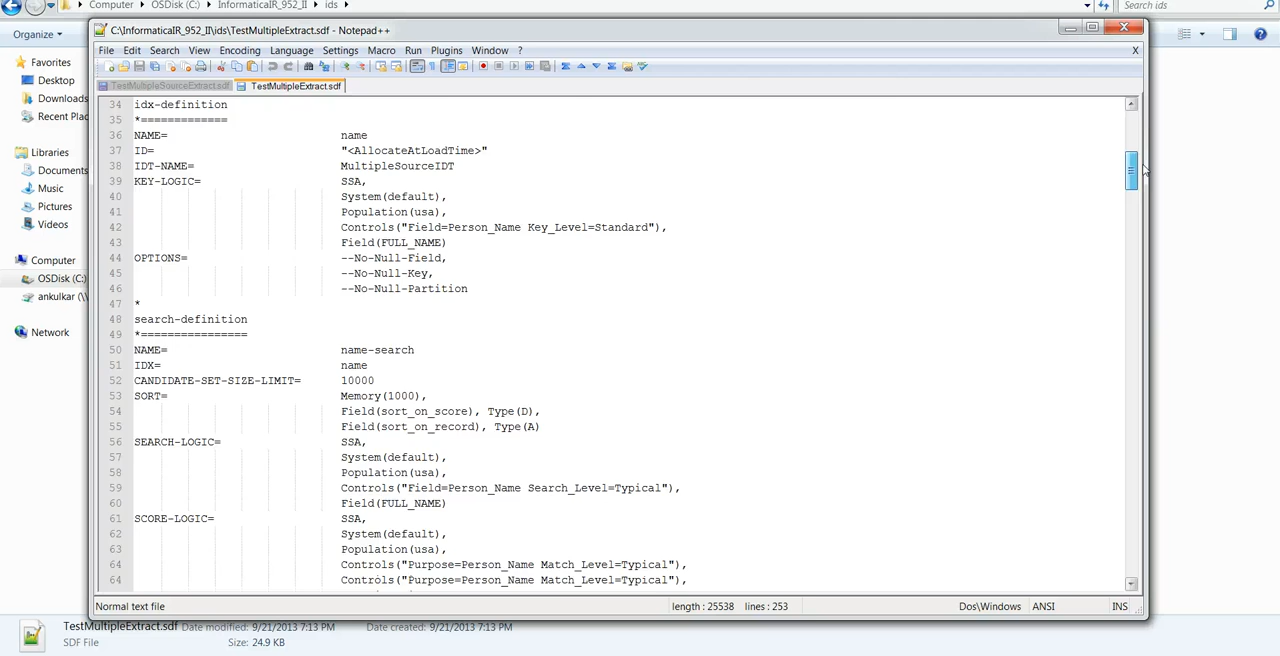 Computer ▸ OSDisk (C:) ▸ InformaticaIR_952_II ▸ ids ▸
Search ids
Organize
Favorites
Desktop
Downloads
Recent Plac
Libraries
Documents
Music
Pictures
Videos
Computer
OSDisk (C:)
ankulkar (\\
Network
C:\InformaticaIR_952_II\ids\TestMultipleExtract.sdf - Notepad++
File Edit Search View Encoding Language Settings Macro Run Plugins Window ? X
TestMultipleSourceExtract.sdf TestMultipleExtract.sdf
34 idx-definition
35 *=============
36 NAME= name
37 ID= "<AllocateAtLoadTime>"
38 IDT-NAME= MultipleSourceIDT
39 KEY-LOGIC= SSA,
40 System(default),
41 Population(usa),
42 Controls("Field=Person_Name Key_Level=Standard"),
43 Field(FULL_NAME)
44 OPTIONS= --No-Null-Field,
45 --No-Null-Key,
46 --No-Null-Partition
47 *
48 search-definition
49 *================
50 NAME= name-search
51 IDX= name
52 CANDIDATE-SET-SIZE-LIMIT= 10000
53 SORT= Memory(1000),
54 Field(sort_on_score), Type(D),
55 Field(sort_on_record), Type(A)
56 SEARCH-LOGIC= SSA,
57 System(default),
58 Population(usa),
59 Controls("Field=Person_Name Search_Level=Typical"),
60 Field(FULL_NAME)
61 SCORE-LOGIC= SSA,
62 System(default),
63 Population(usa),
64 Controls("Purpose=Person_Name Match_Level=Typical"),
64 Controls("Purpose=Person_Name Match_Level=Typical"),
Normal text file length : 25538 lines : 253 Dos\Windows ANSI INS
TestMultipleExtract.sdf Date modified: 9/21/2013 7:13 PM Date created: 9/21/2013 7:13 PM
SDF File Size: 24.9 KB